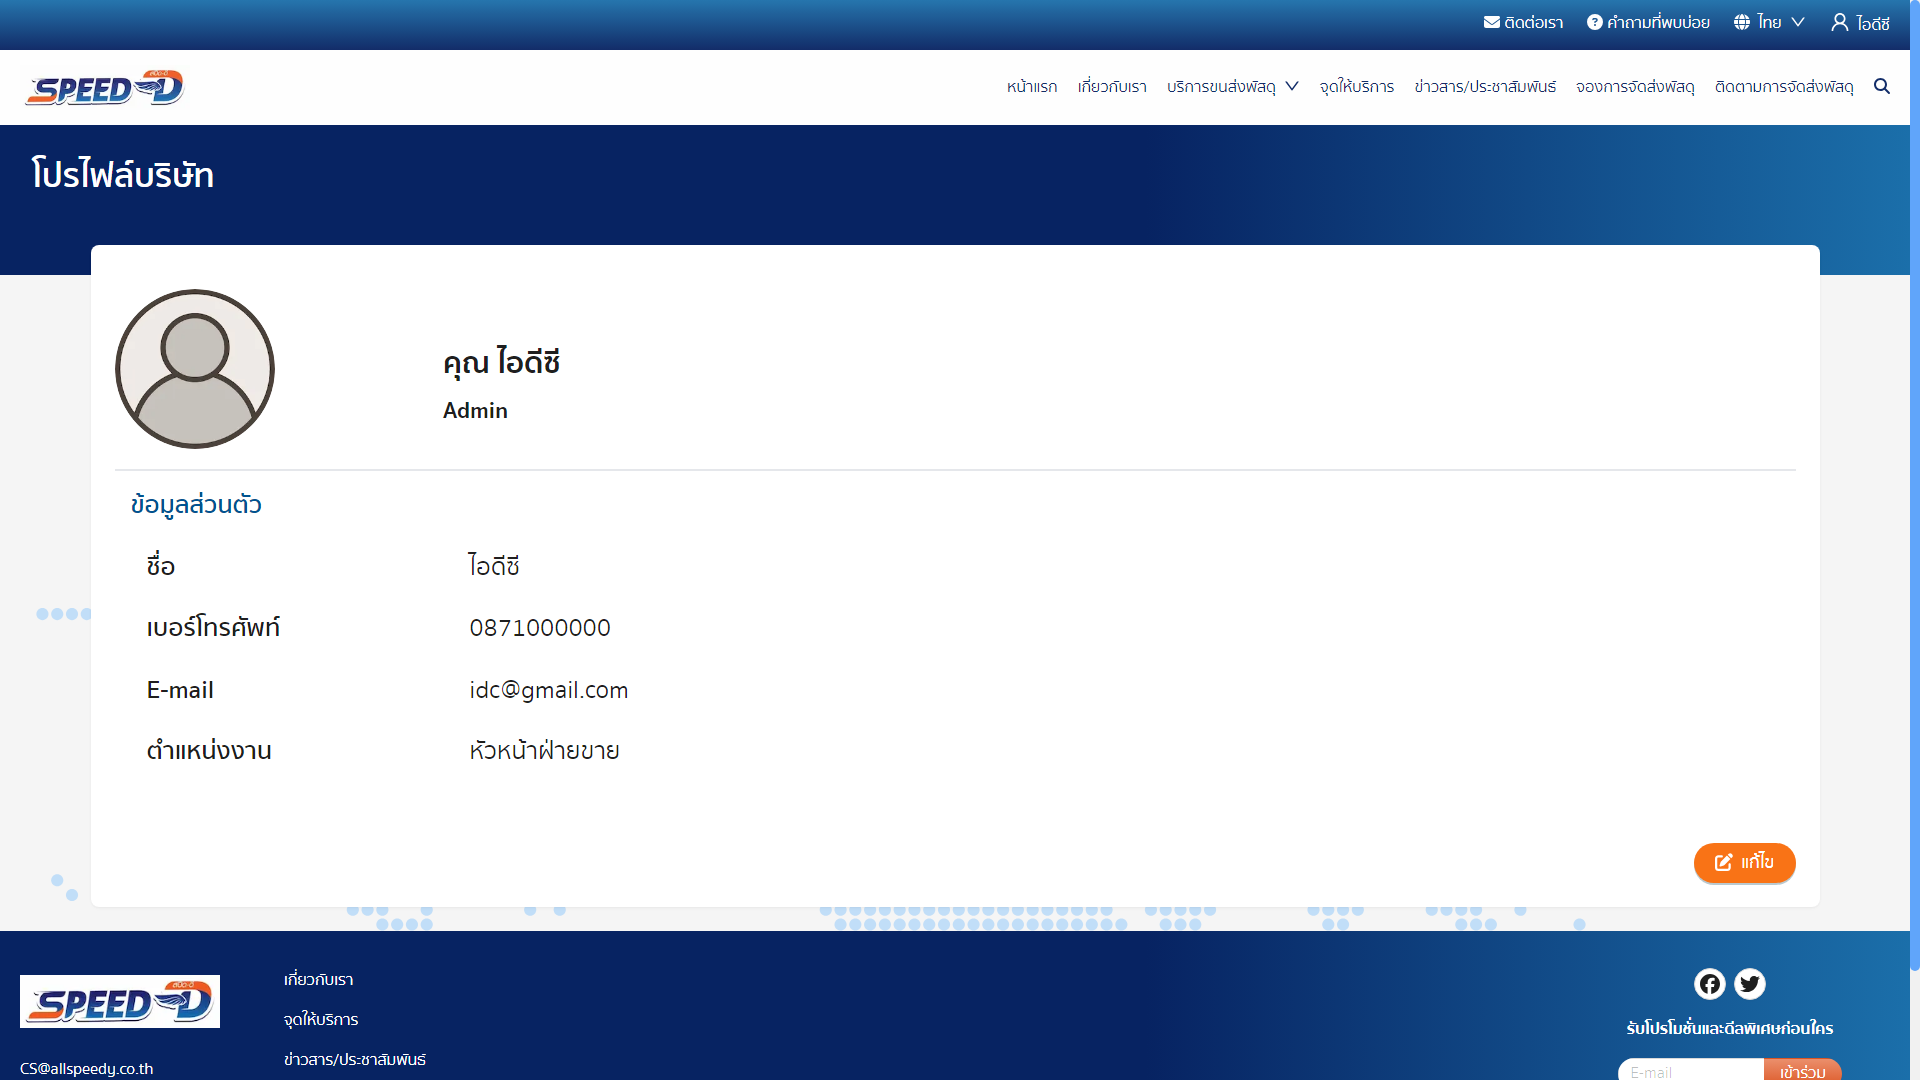 ติดต่อเรา คำถามที่พบบ่อย ไทย ไอดีซี
SPEED-D หน้าแรก เกี่ยวกับเรา บริการขนส่งพัสดุ จุดให้บริการ ข่าวสาร/ประชาสัมพันธ์ จองการจัดส่งพัสดุ ติดตามการจัดส่งพัสดุ
โปรไฟล์บริษัท
คุณ ไอดีซี
Admin
ข้อมูลส่วนตัว
ชื่อ ไอดีซี
เบอร์โทรศัพท์ 0871000000
E-mail idc@gmail.com
ตำแหน่งงาน หัวหน้าฝ่ายขาย
แก้ไข
SPEED-D
CS@allspeedy.co.th
เกี่ยวกับเรา
จุดให้บริการ
ข่าวสาร/ประชาสัมพันธ์
รับโปรโมชั่นและดีลพิเศษก่อนใคร
E-mail เข้าร่วม